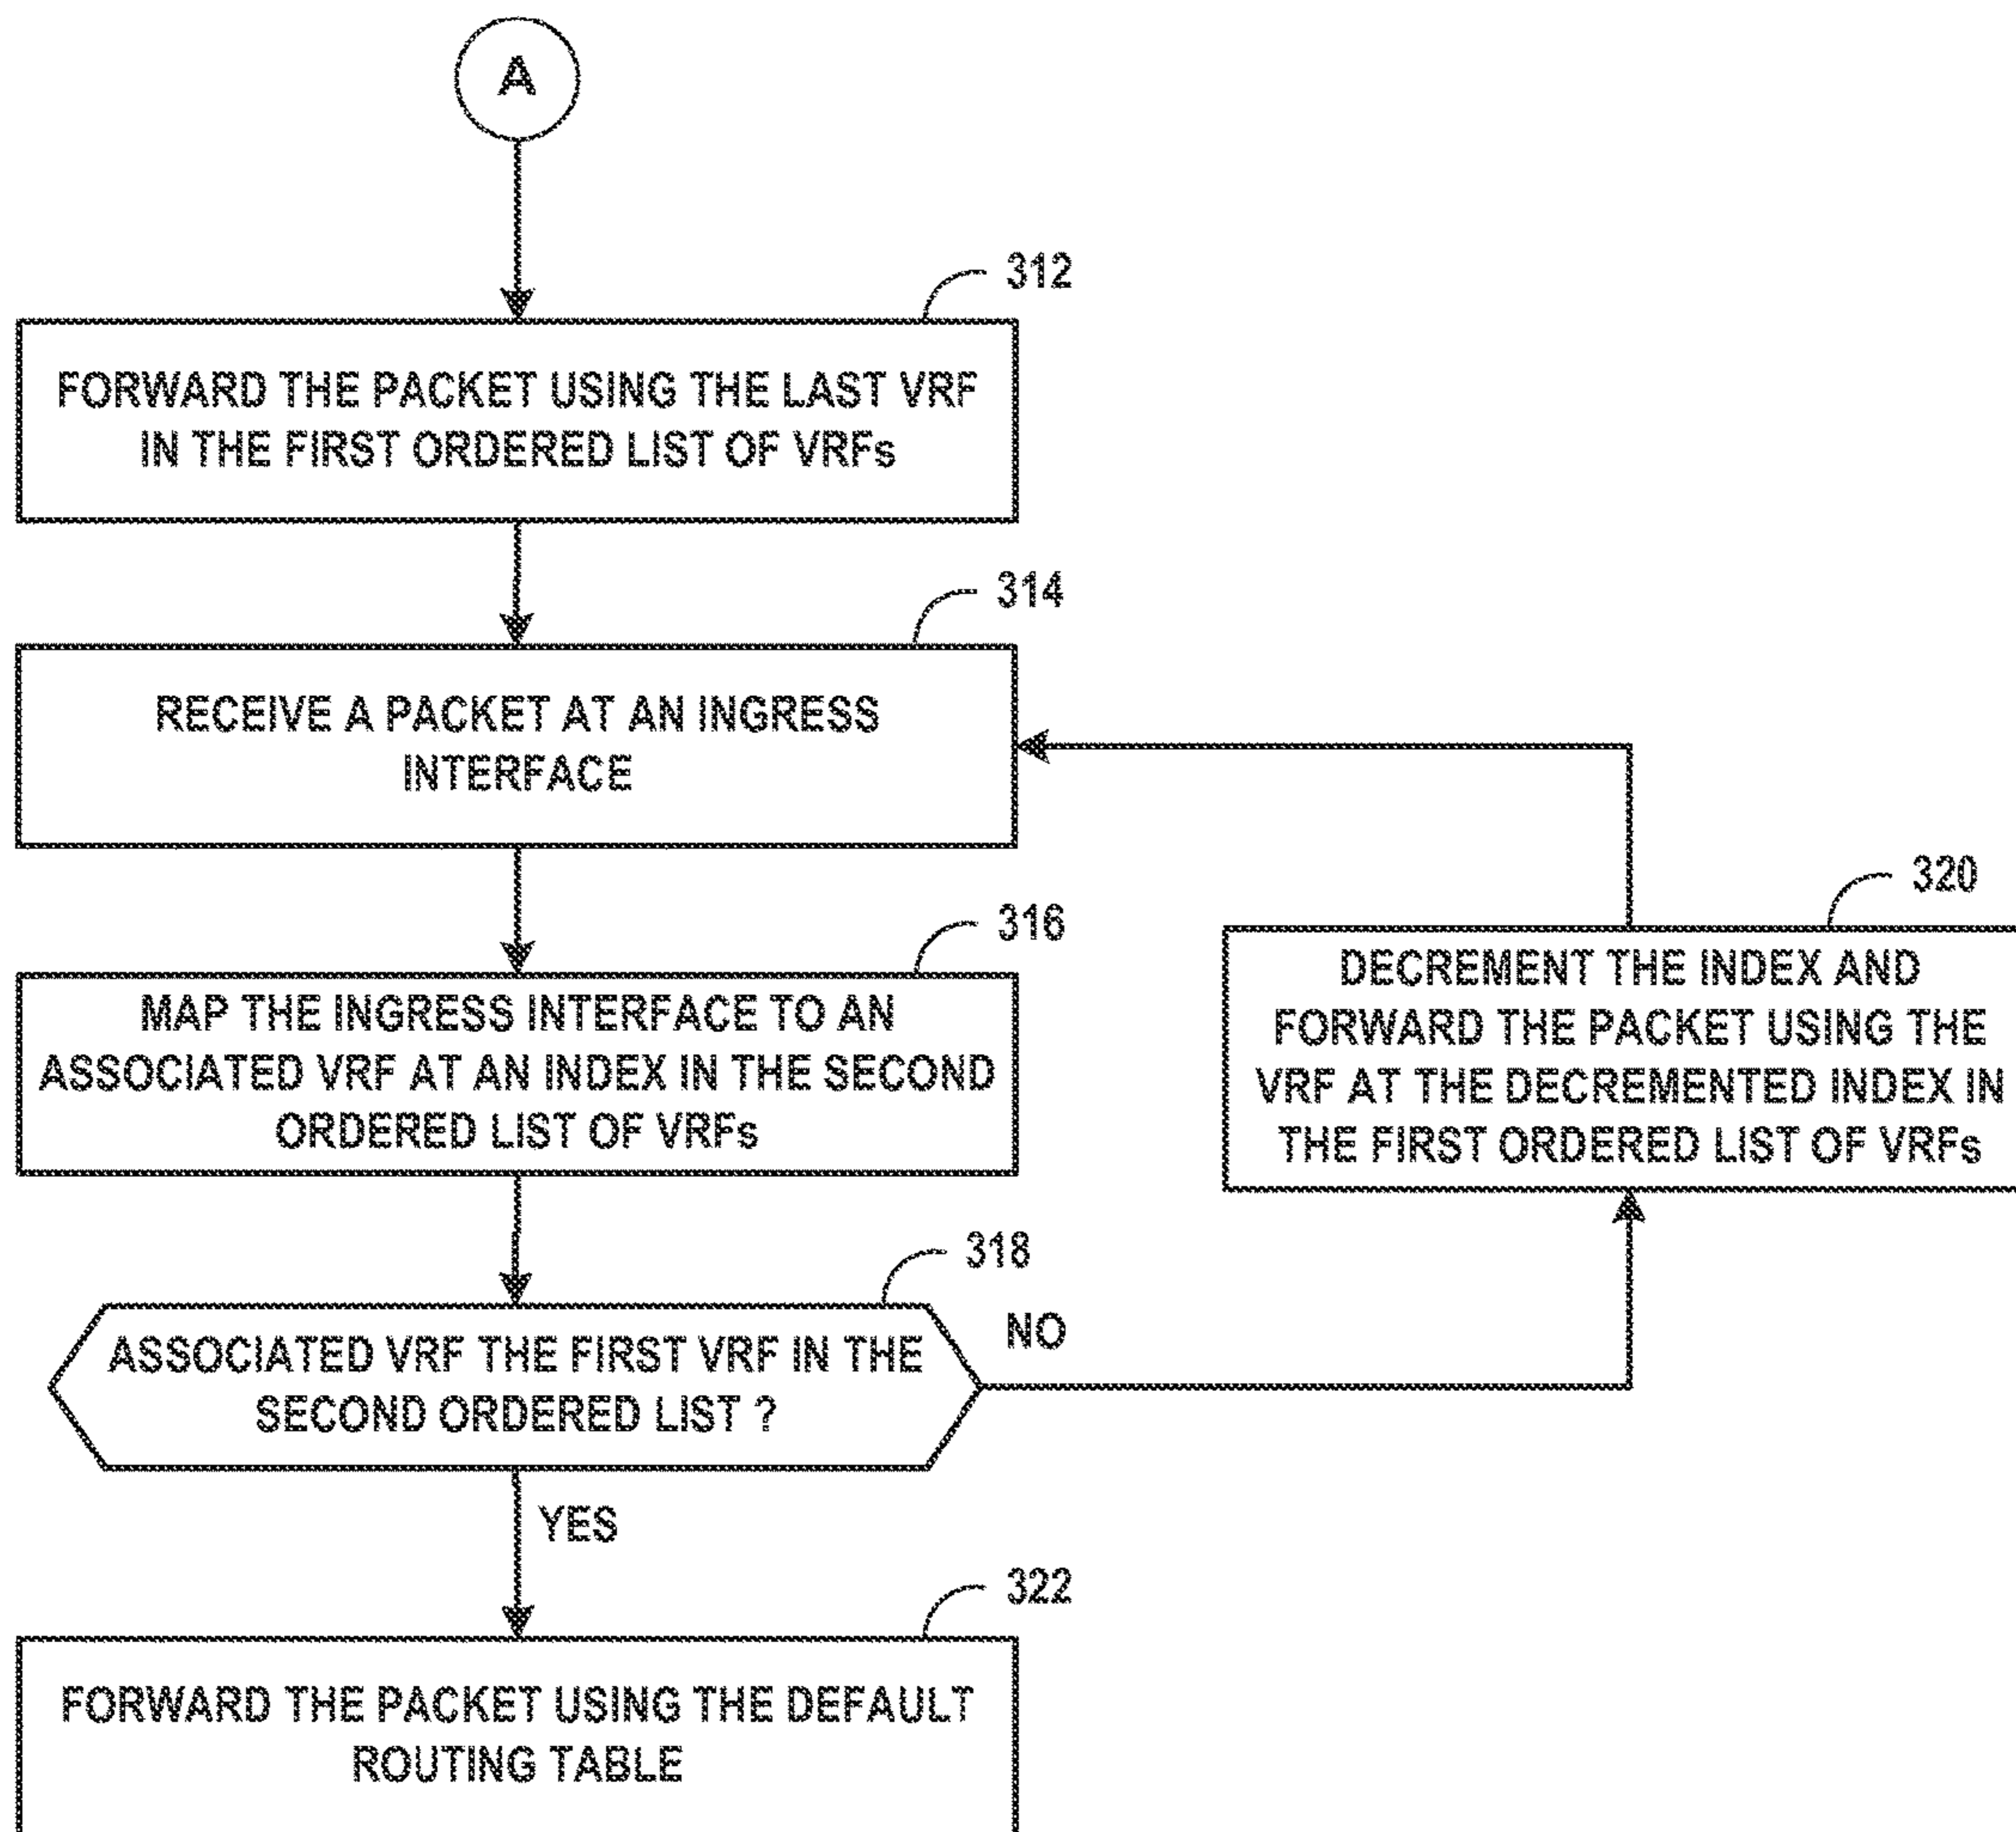 A
312
FORWARD THE PACKET USING THE LAST VRF
IN THE FIRST ORDERED LIST OF VRFs
314
RECEIVE A PACKET AT AN INGRESS
INTERFACE
316
MAP THE INGRESS INTERFACE TO AN
ASSOCIATED VRF AT AN INDEX IN THE SECOND
ORDERED LIST OF VRFs
318
ASSOCIATED VRF THE FIRST VRF IN THE
SECOND ORDERED LIST ?
NO
320
DECREMENT THE INDEX AND
FORWARD THE PACKET USING THE
VRF AT THE DECREMENTED INDEX IN
THE FIRST ORDERED LIST OF VRFs
YES
322
FORWARD THE PACKET USING THE DEFAULT
ROUTING TABLE